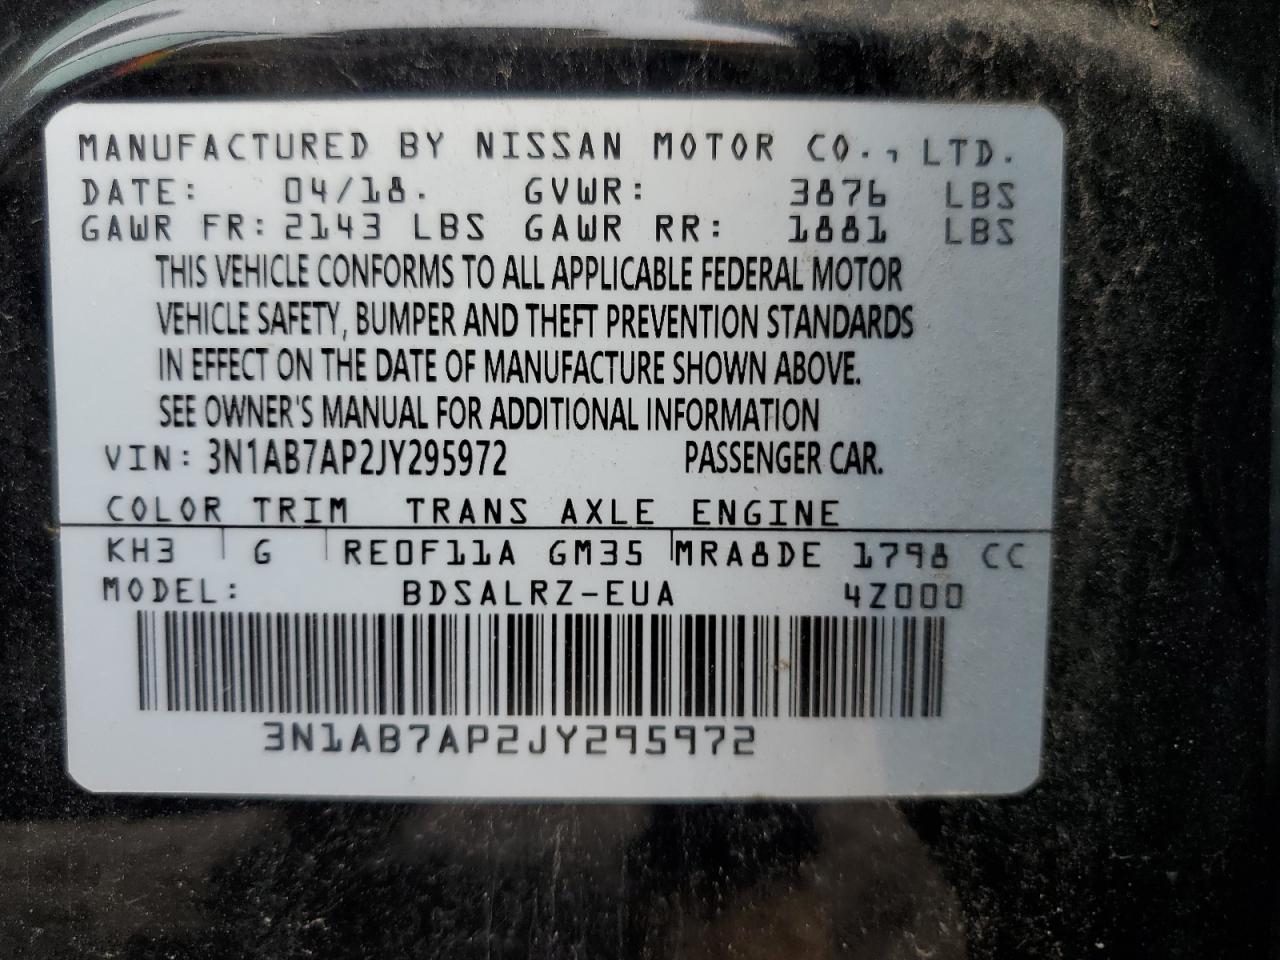 MANUFACTURED BY NISSAN MOTOR CO., LTD.
DATE: 04/18. GVWR: 3876 LBS
GAWR FR: 2143 LBS GAWR RR: 1881 LBS
THIS VEHICLE CONFORMS TO ALL APPLICABLE FEDERAL MOTOR
VEHICLE SAFETY, BUMPER AND THEFT PREVENTION STANDARDS
IN EFFECT ON THE DATE OF MANUFACTURE SHOWN ABOVE.
SEE OWNER'S MANUAL FOR ADDITIONAL INFORMATION
VIN: 3N1AB7AP2JY295972 PASSENGER CAR.
COLOR TRIM TRANS AXLE ENGINE
KH3 G RE0F11A GM35 MRA8DE 1798 CC
MODEL: BDSALRZ-EUA 4Z000
3N1AB7AP2JY295972